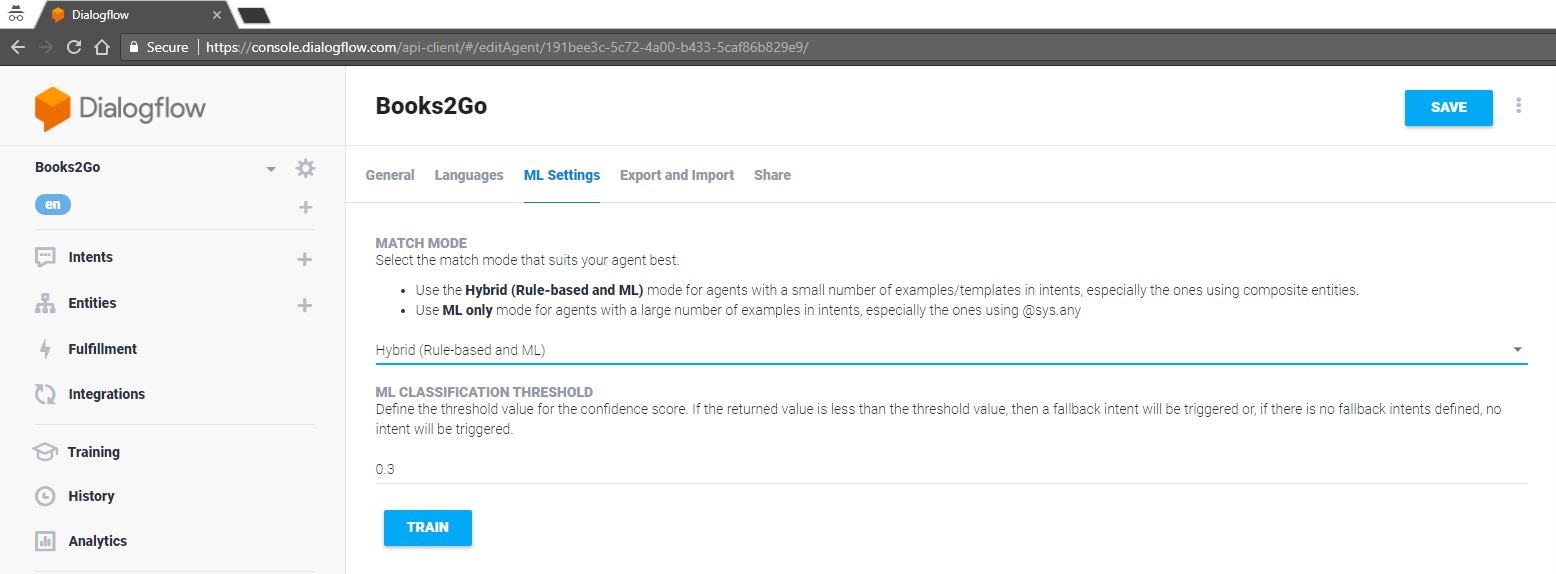 Dialogflow
Secure https://console.dialogflow.com/api-client/#/editAgent/191bee3c-5c72-4a00-b433-5caf86b829e9/
Dialogflow
Books2Go
en
Intents
Entities
Fulfillment
Integrations
Training
History
Analytics
Books2Go
SAVE
General Languages ML Settings Export and Import Share
MATCH MODE
Select the match mode that suits your agent best.
• Use the Hybrid (Rule-based and ML) mode for agents with a small number of examples/templates in intents, especially the ones using composite entities.
• Use ML only mode for agents with a large number of examples in intents, especially the ones using @sys.any
Hybrid (Rule-based and ML)
ML CLASSIFICATION THRESHOLD
Define the threshold value for the confidence score. If the returned value is less than the threshold value, then a fallback intent will be triggered or, if there is no fallback intents defined, no
intent will be triggered.
0.3
TRAIN